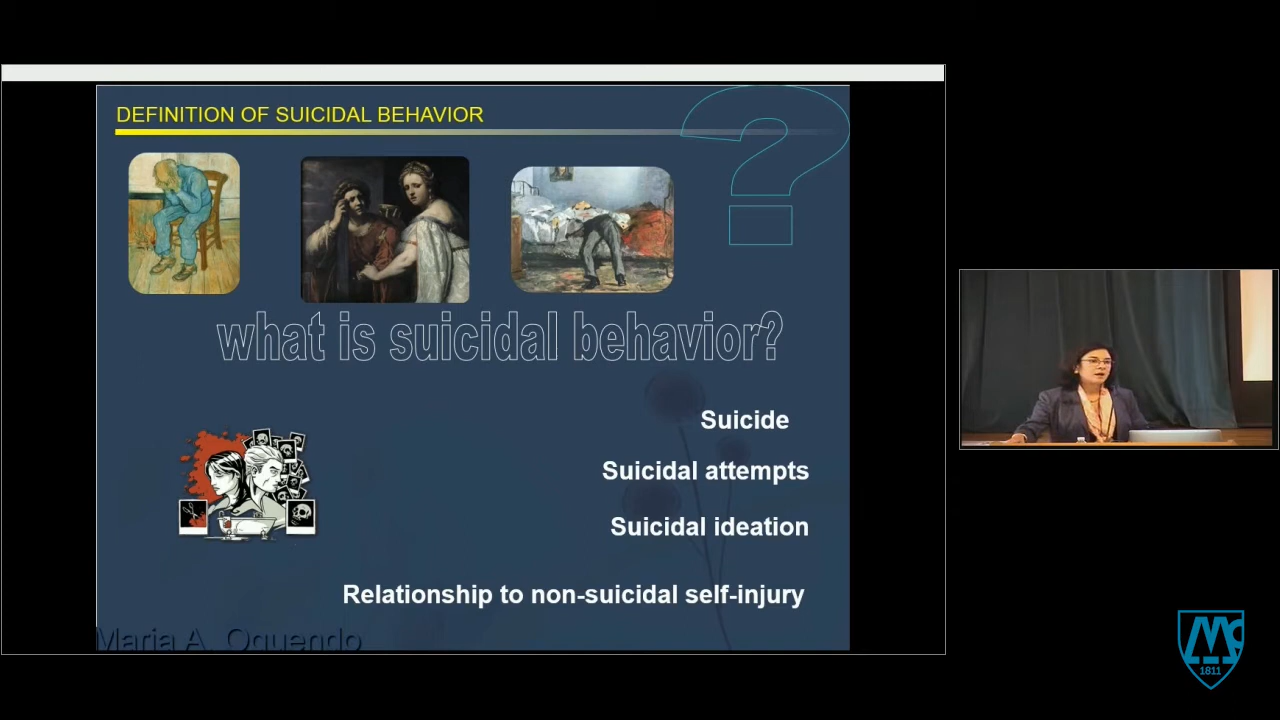 DEFINITION OF SUICIDAL BEHAVIOR
?
what is suicidal behavior?
Suicide
Suicidal attempts
Suicidal ideation
Relationship to non-suicidal self-injury
Maria A. Oquendo
Mc
1811